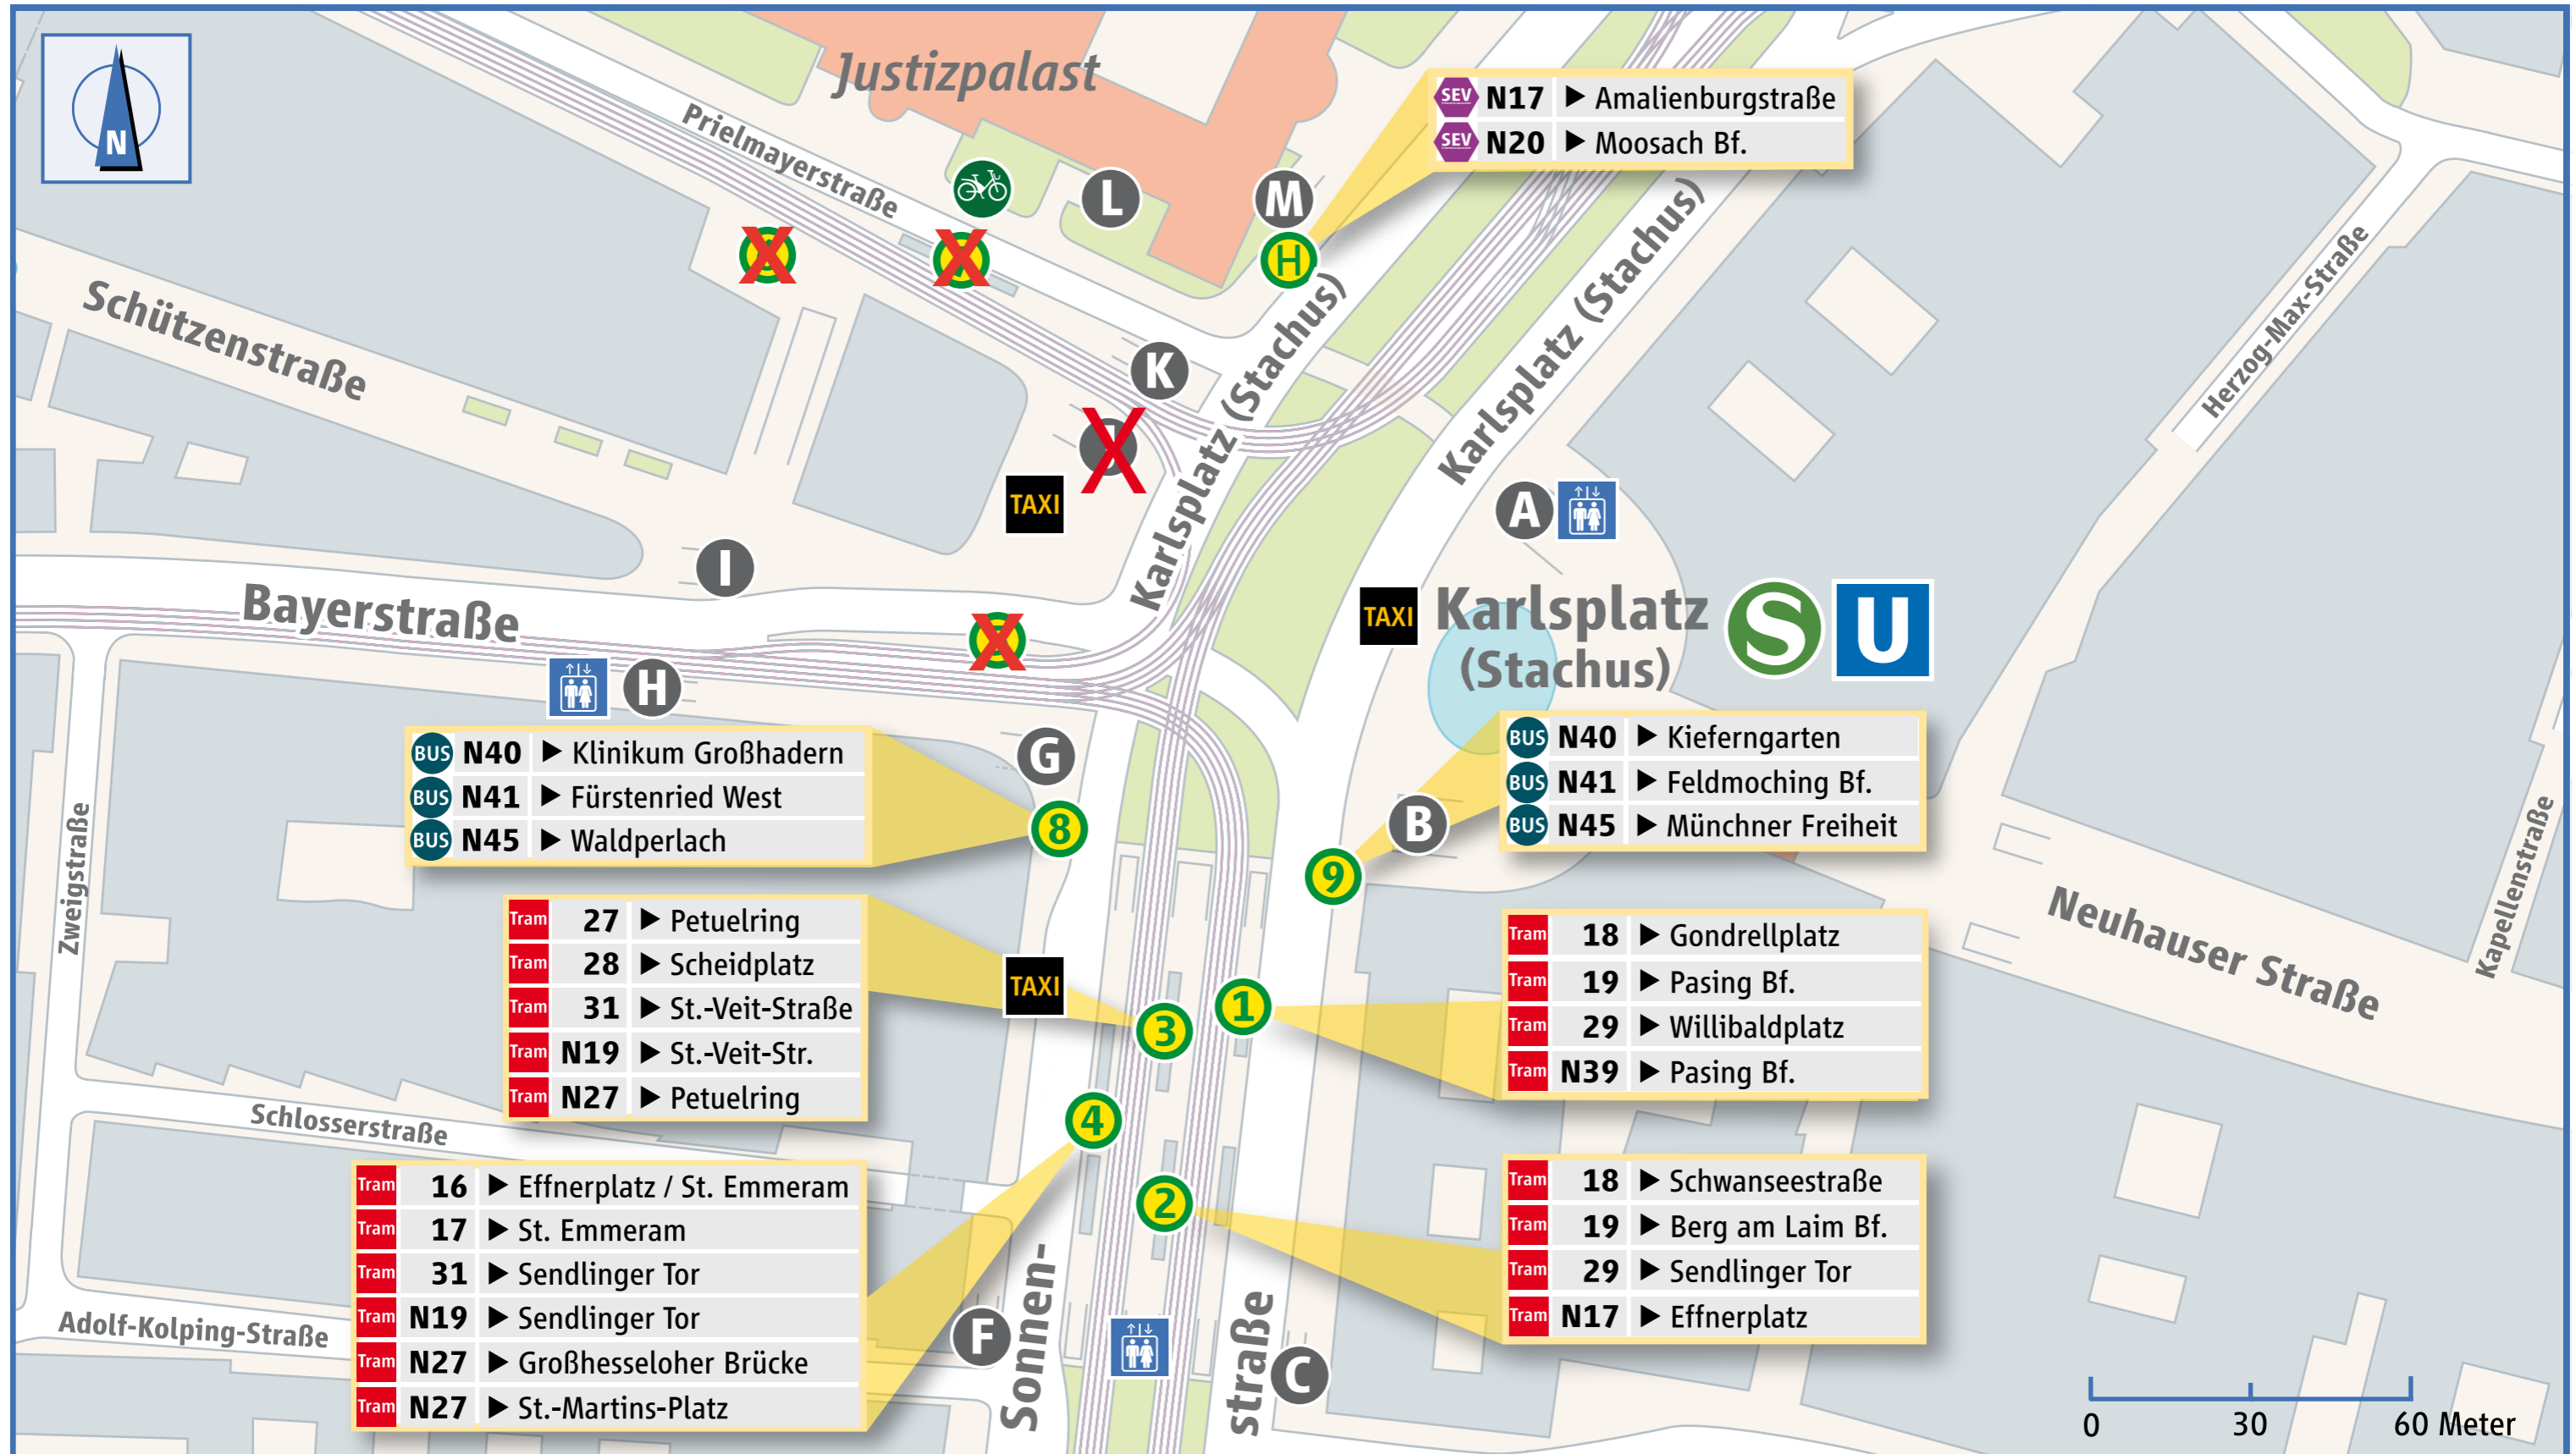 N
Justizpalast
Prielmayerstraße
SEV N17 ▶ Amalienburgstraße
SEV N20 ▶ Moosach Bf.
L
M
H
Schützenstraße
K
Karlsplatz (Stachus)
Karlsplatz (Stachus)
Herzog-Max-Straße
TAXI
A
I
Bayerstraße
TAXI
Karlsplatz
(Stachus)
S
U
H
G
BUS N40 ▶ Klinikum Großhadern
BUS N41 ▶ Fürstenried West
BUS N45 ▶ Waldperlach
8
BUS N40 ▶ Kieferngarten
BUS N41 ▶ Feldmoching Bf.
BUS N45 ▶ Münchner Freiheit
B
9
Zweigstraße
Neuhauser Straße
Kapellenstraße
Tram 27 ▶ Petuelring
Tram 28 ▶ Scheidplatz
Tram 31 ▶ St.-Veit-Straße
Tram N19 ▶ St.-Veit-Str.
Tram N27 ▶ Petuelring
TAXI
3
1
Tram 18 ▶ Gondrellplatz
Tram 19 ▶ Pasing Bf.
Tram 29 ▶ Willibaldplatz
Tram N39 ▶ Pasing Bf.
Schlosserstraße
4
2
Tram 16 ▶ Effnerplatz / St. Emmeram
Tram 17 ▶ St. Emmeram
Tram 31 ▶ Sendlinger Tor
Tram N19 ▶ Sendlinger Tor
Tram N27 ▶ Großhesseloher Brücke
Tram N27 ▶ St.-Martins-Platz
Tram 18 ▶ Schwanseestraße
Tram 19 ▶ Berg am Laim Bf.
Tram 29 ▶ Sendlinger Tor
Tram N17 ▶ Effnerplatz
Adolf-Kolping-Straße
F
Sonnen-
straße
C
0 30 60 Meter